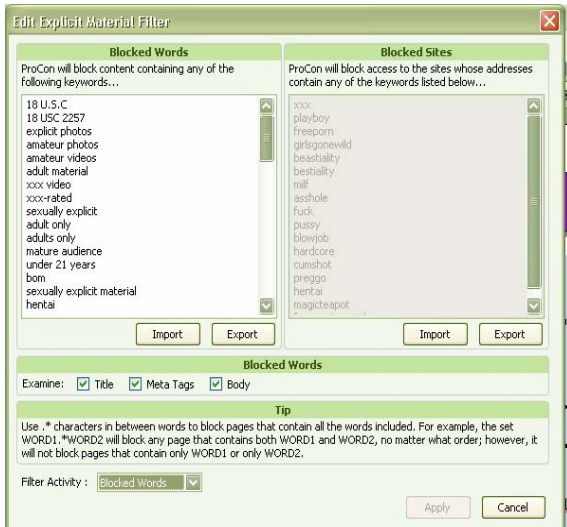 Edit Explicit Material Filter
Blocked Words
ProCon will block content containing any of the
following keywords...
18 U.S.C
18 USC 2257
explicit photos
amateur photos
amateur videos
adult material
xxx video
xxx-rated
sexually explicit
adult only
adults only
mature audience
under 21 years
bom
sexually explicit material
hentai
Import
Export
Blocked Sites
ProCon will block access to the sites whose addresses
contain any of the keywords listed below...
xxx
playboy
freeporn
girlsgonewild
beastiality
bestiality
milf
asshole
fuck
pussy
blowjob
hardcore
cumshot
preggo
hentai
magicteapot
Import
Export
Blocked Words
Examine: Title Meta Tags Body
Tip
Use .* characters in between words to block pages that contain all the words included. For example, the set
WORD1.*WORD2 will block any page that contains both WORD1 and WORD2, no matter what order; however, it
will not block pages that contain only WORD1 or only WORD2.
Filter Activity : Blocked Words
Apply
Cancel